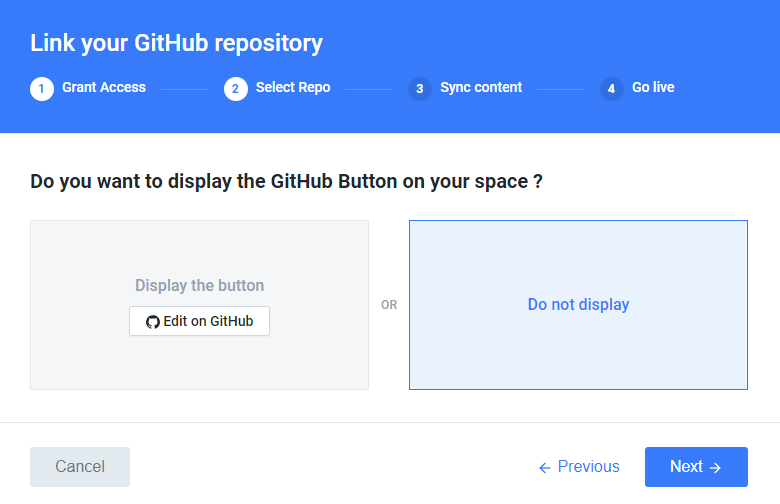 Link your GitHub repository
1 Grant Access 2 Select Repo 3 Sync content 4 Go live
Do you want to display the GitHub Button on your space ?
Display the button
Edit on GitHub
OR
Do not display
Cancel
← Previous
Next →